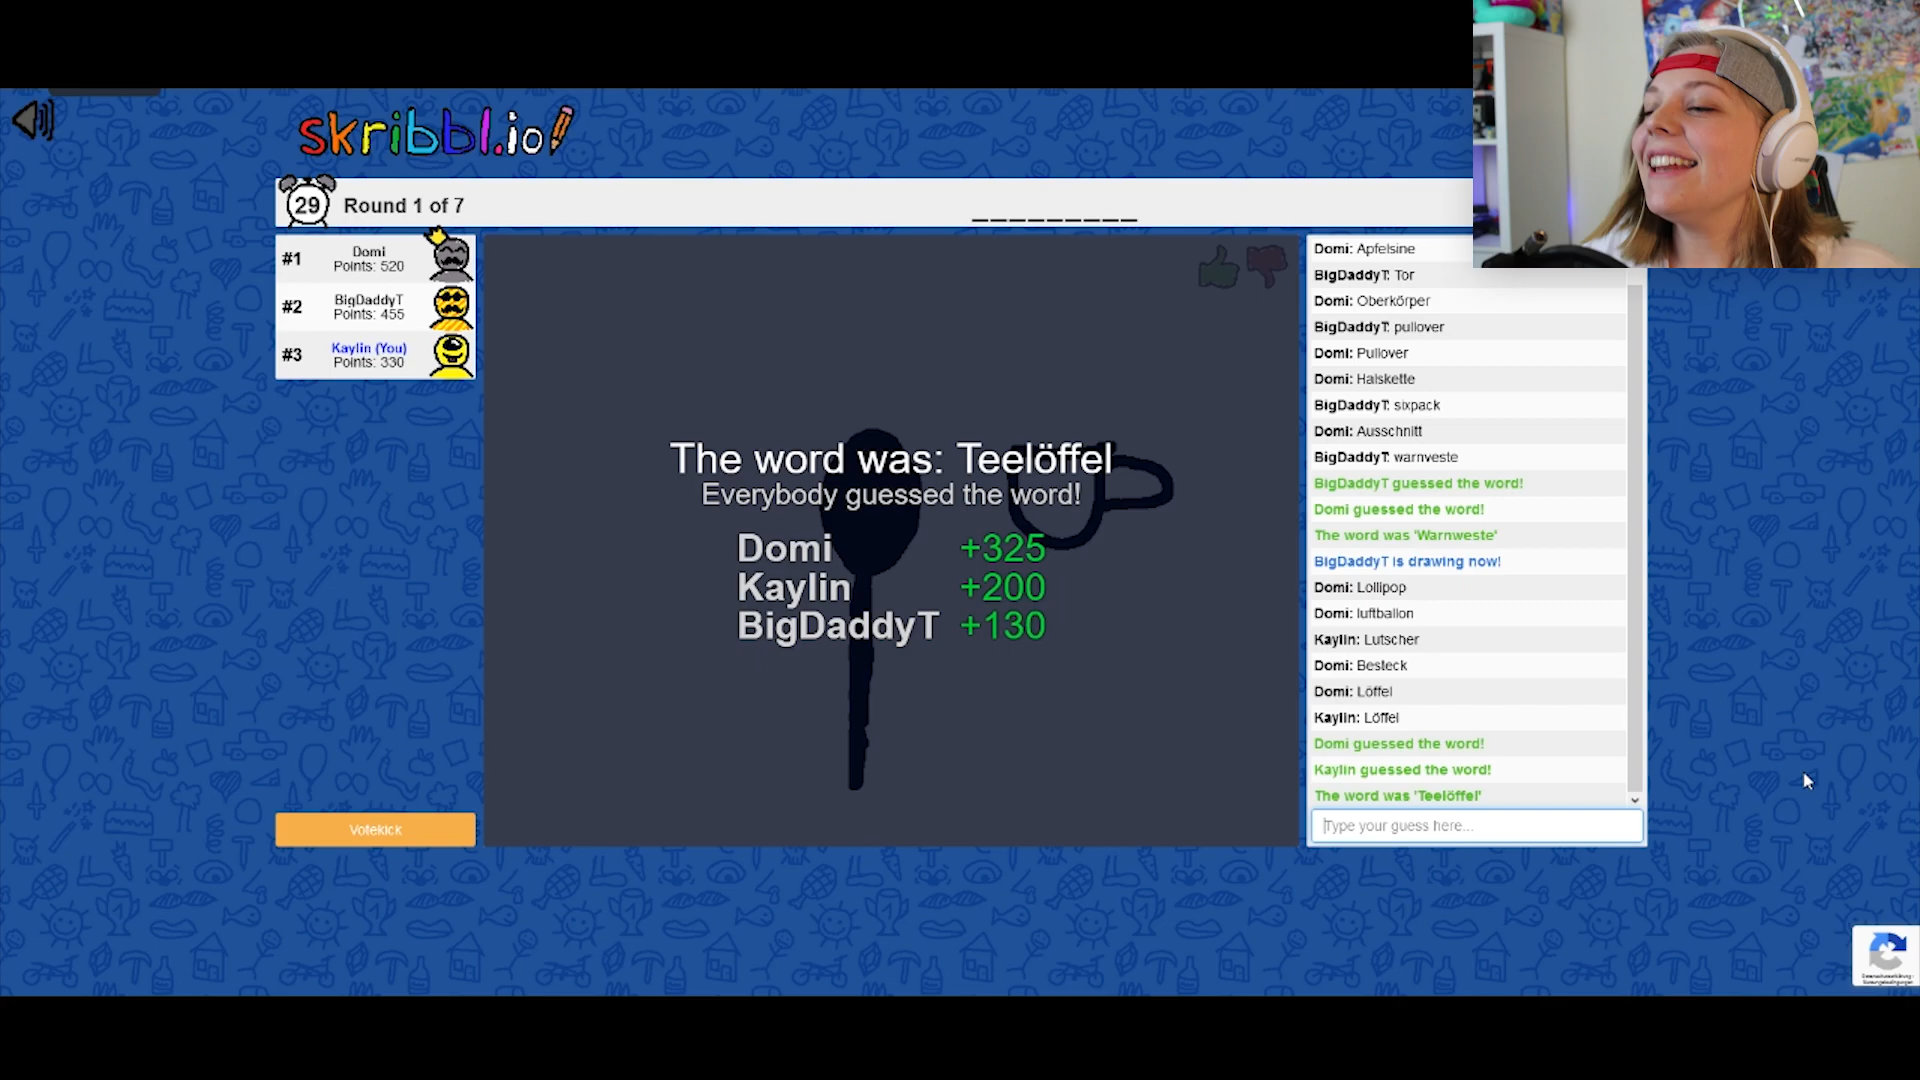 skribbl.io
29
Round 1 of 7
_________
#1
Domi
Points: 520
#2
BigDaddyT
Points: 455
#3
Kaylin (You)
Points: 330
The word was: Teelöffel
Everybody guessed the word!
Domi +325
Kaylin +200
BigDaddyT +130
Votekick
Domi: Apfelsine
BigDaddyT: Tor
Domi: Oberkörper
BigDaddyT: pullover
Domi: Pullover
Domi: Halskette
BigDaddyT: sixpack
Domi: Ausschnitt
BigDaddyT: warnveste
BigDaddyT guessed the word!
Domi guessed the word!
The word was 'Warnweste'
BigDaddyT is drawing now!
Domi: Lollipop
Domi: luftballon
Kaylin: Lutscher
Domi: Besteck
Domi: Löffel
Kaylin: Löffel
Domi guessed the word!
Kaylin guessed the word!
The word was 'Teelöffel'
Type your guess here...